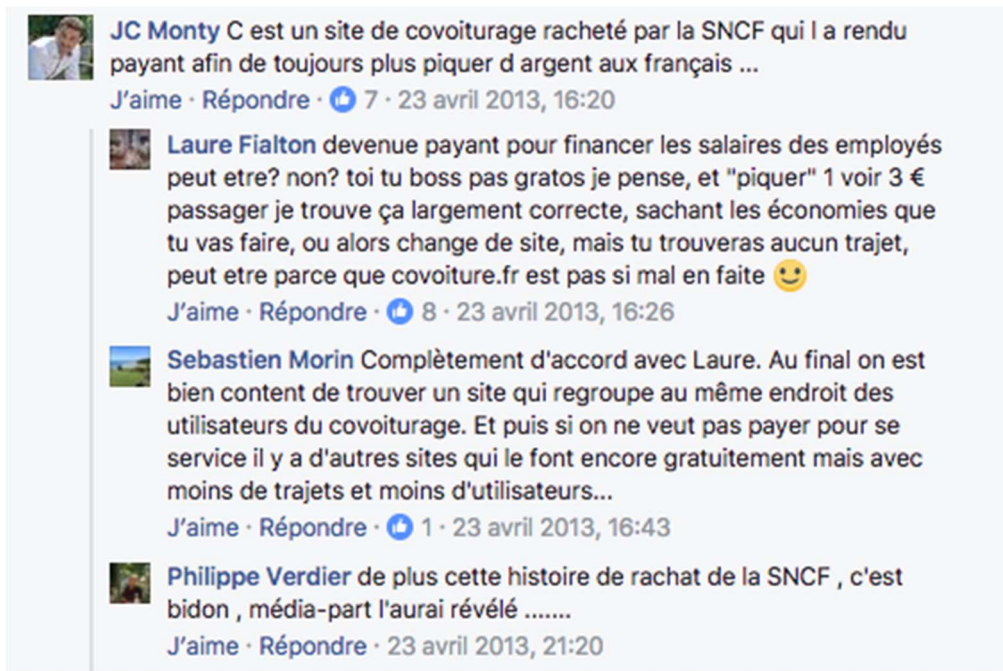 JC Monty C est un site de covoiturage racheté par la SNCF qui l a rendu
payant afin de toujours plus piquer d argent aux français ...
J'aime · Répondre · 7 · 23 avril 2013, 16:20
Laure Fialton devenue payant pour financer les salaires des employés
peut etre? non? toi tu boss pas gratos je pense, et "piquer" 1 voir 3 €
passager je trouve ça largement correcte, sachant les économies que
tu vas faire, ou alors change de site, mais tu trouveras aucun trajet,
peut etre parce que covoiture.fr est pas si mal en faite 🙂
J'aime · Répondre · 8 · 23 avril 2013, 16:26
Sebastien Morin Complètement d'accord avec Laure. Au final on est
bien content de trouver un site qui regroupe au même endroit des
utilisateurs du covoiturage. Et puis si on ne veut pas payer pour se
service il y a d'autres sites qui le font encore gratuitement mais avec
moins de trajets et moins d'utilisateurs...
J'aime · Répondre · 1 · 23 avril 2013, 16:43
Philippe Verdier de plus cette histoire de rachat de la SNCF , c'est
bidon , média-part l'aurai révélé .......
J'aime · Répondre · 23 avril 2013, 21:20